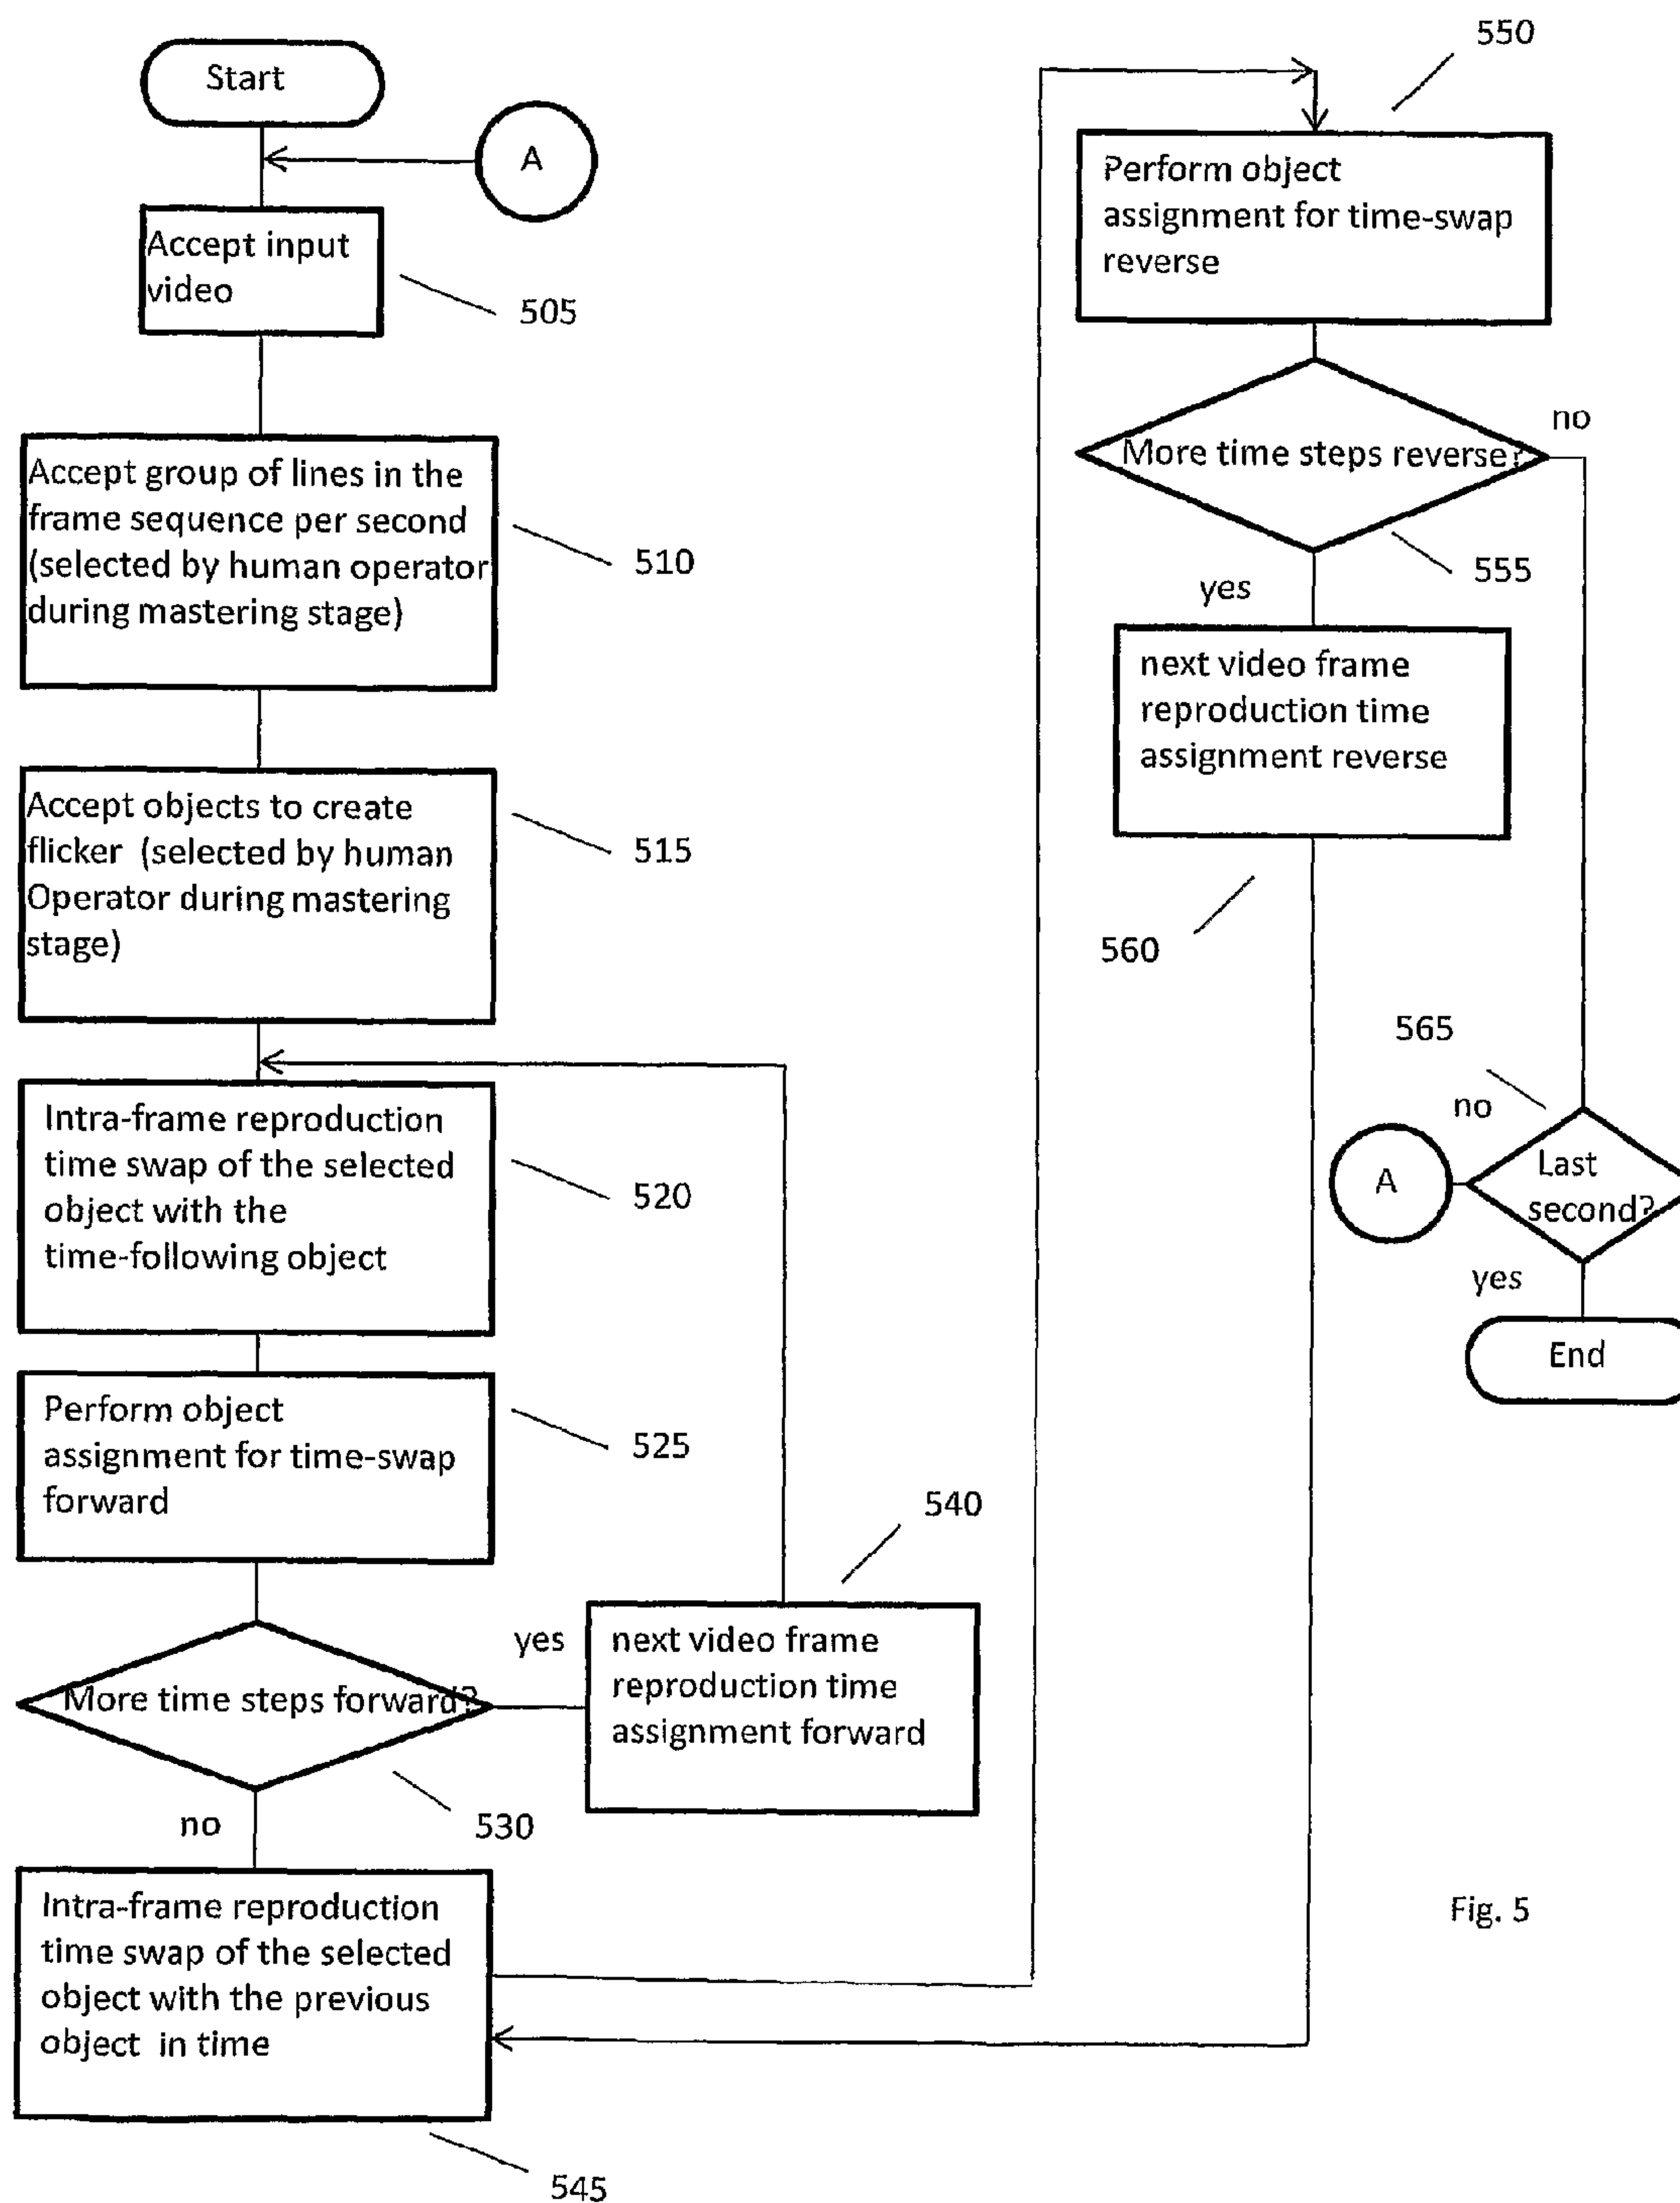 Start
A
Accept input
video
505
Accept group of lines in the
frame sequence per second
(selected by human operator
during mastering stage)
510
Accept objects to create
flicker (selected by human
Operator during mastering
stage)
515
Intra-frame reproduction
time swap of the selected
object with the
time-following object
520
Perform object
assignment for time-swap
forward
525
More time steps forward?
530
yes
no
next video frame
reproduction time
assignment forward
540
Intra-frame reproduction
time swap of the selected
object with the previous
object in time
545
550
Perform object
assignment for time-swap
reverse
More time steps reverse?
no
555
yes
next video frame
reproduction time
assignment reverse
560
565
no
A
Last
second?
yes
End
Fig. 5